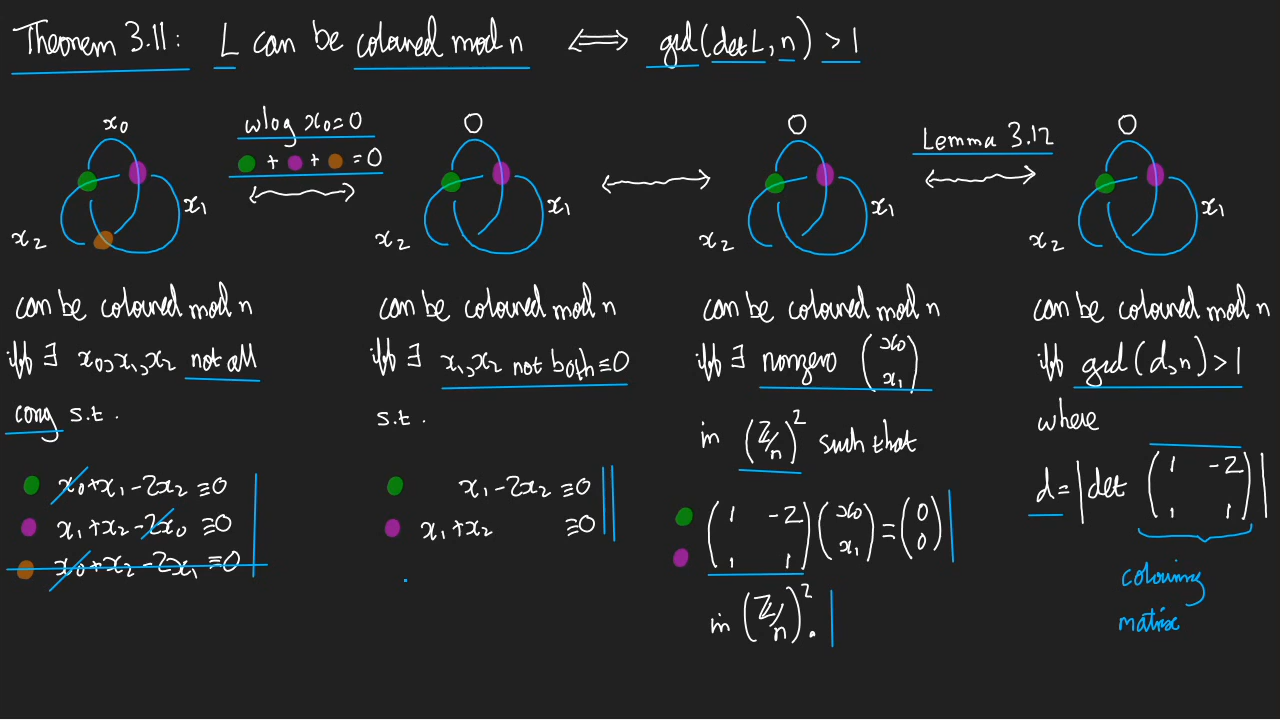 Theorem 3.11: L can be coloured mod n ⟺ gcd(det L, n) > 1
x₀
x₁
x₂
wlog x₀=0
+ + = 0
0
x₁
x₂
0
x₁
x₂
Lemma 3.12
0
x₁
x₂
can be coloured mod n
iff ∃ x₀,x₁,x₂ not all
cong s.t.
x₀+x₁-2x₂ ≡0
x₁+x₂-2x₀ ≡0
x₀+x₂-2x₁ ≡0
can be coloured mod n
iff ∃ x₁,x₂ not both ≡0
s.t.
x₁-2x₂ ≡0
x₁+x₂ ≡0
can be coloured mod n
iff ∃ nonzero (x₀ x₁)
in (ℤ/n)² such that
(1 -2 1 1)(x₀ x₁)=(0 0)
in (ℤ/n)².
can be coloured mod n
iff gcd(d,n)>1
where
d=|det (1 -2 1 1)|
colouring
matrix